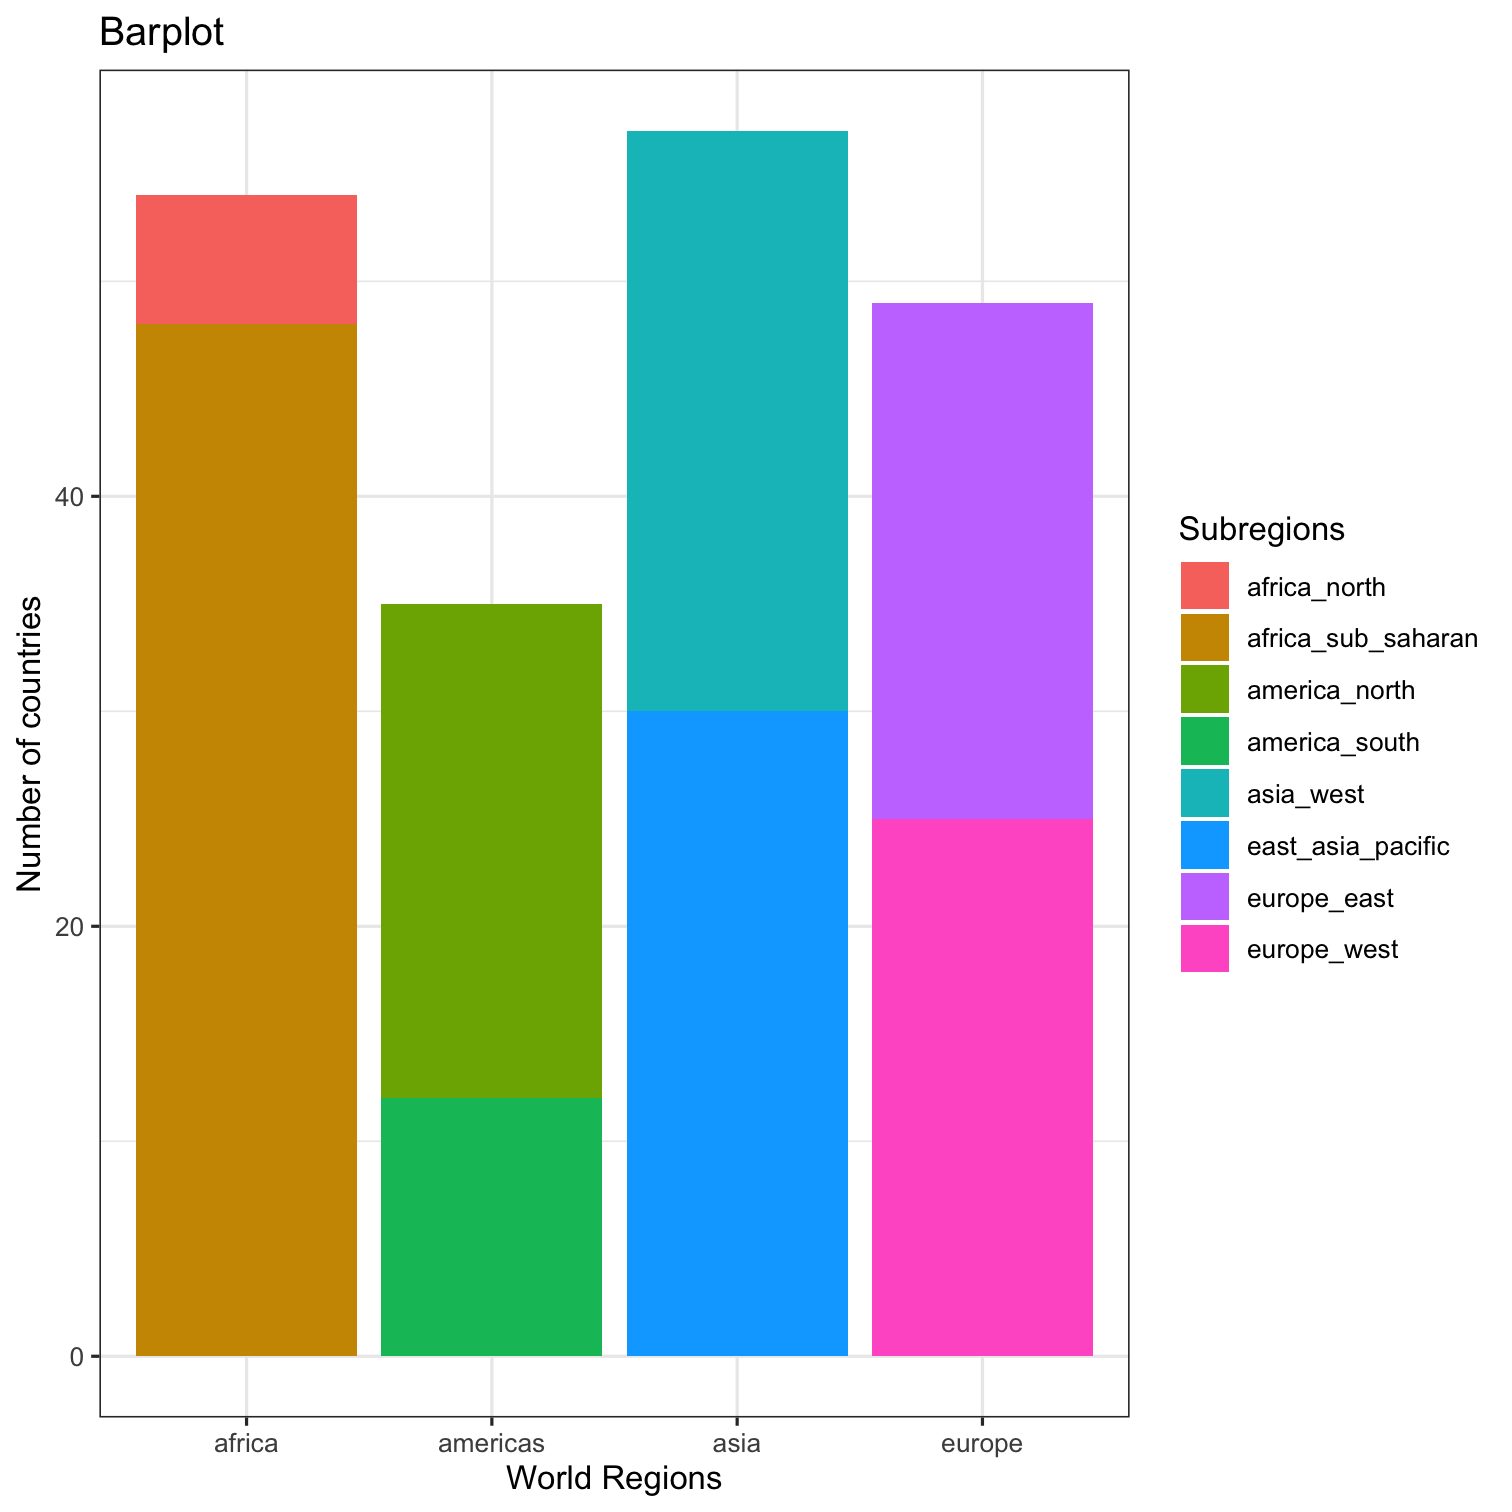 Barplot
Number of countries
40
20
0
africa
americas
asia
europe
World Regions
Subregions
africa_north
africa_sub_saharan
america_north
america_south
asia_west
east_asia_pacific
europe_east
europe_west